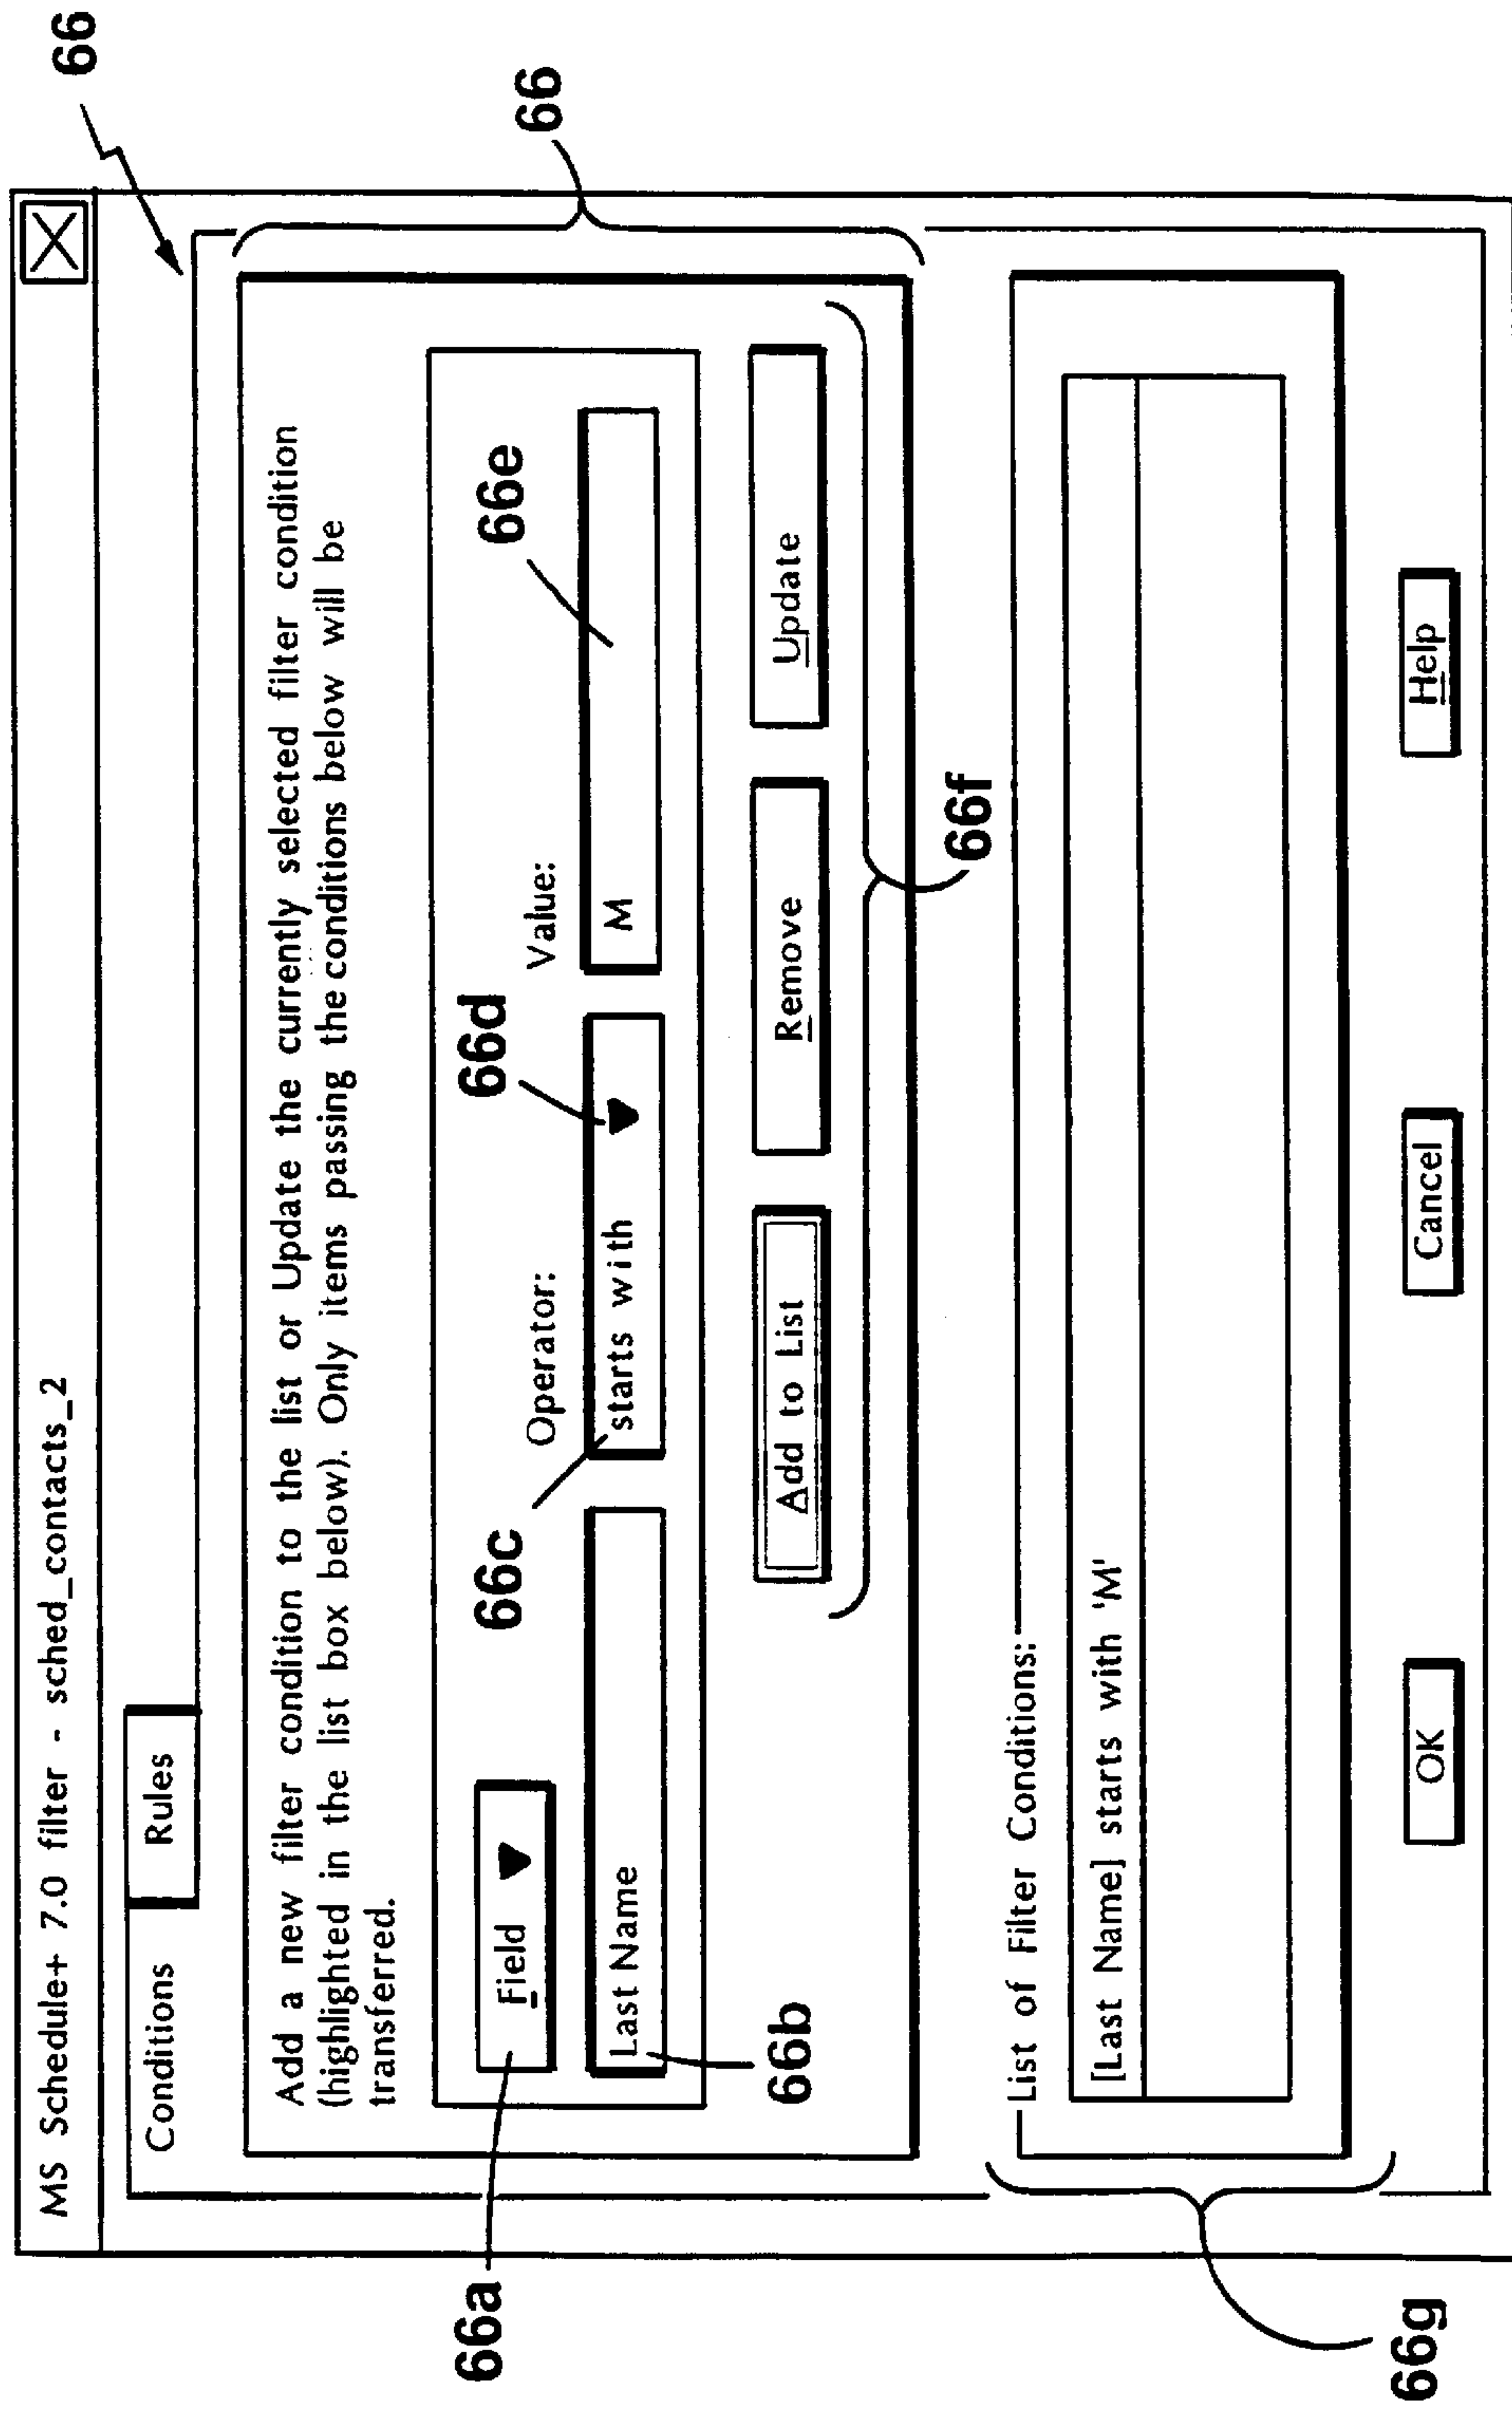 66
MS Schedule+ 7.0 filter - sched_contacts_2
Conditions
Rules
66
Add a new filter condition to the list or Update the currently selected filter condition
(highlighted in the list box below). Only items passing the conditions below will be
transferred.
66a
Field
66c
Operator:
66d
Value:
66e
Last Name
starts with
M
66b
Add to List
Remove
Update
66f
List of Filter Conditions:
[Last Name] starts with 'M'
66g
OK
Cancel
Help